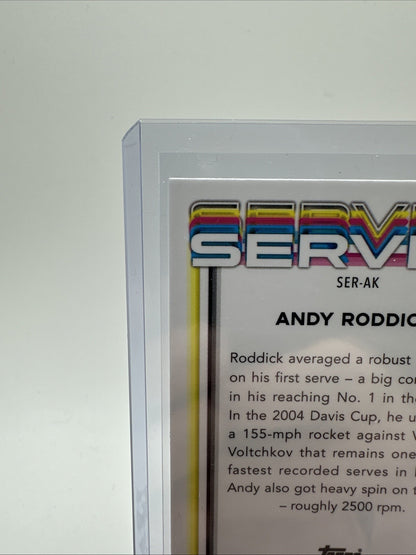 SERVE
SER-AK
ANDY RODDIC
Roddick averaged a robust
on his first serve – a big con
in his reaching No. 1 in the
In the 2004 Davis Cup, he u
a 155-mph rocket against V
Voltchkov that remains one
fastest recorded serves in
Andy also got heavy spin on t
– roughly 2500 rpm.
Topps